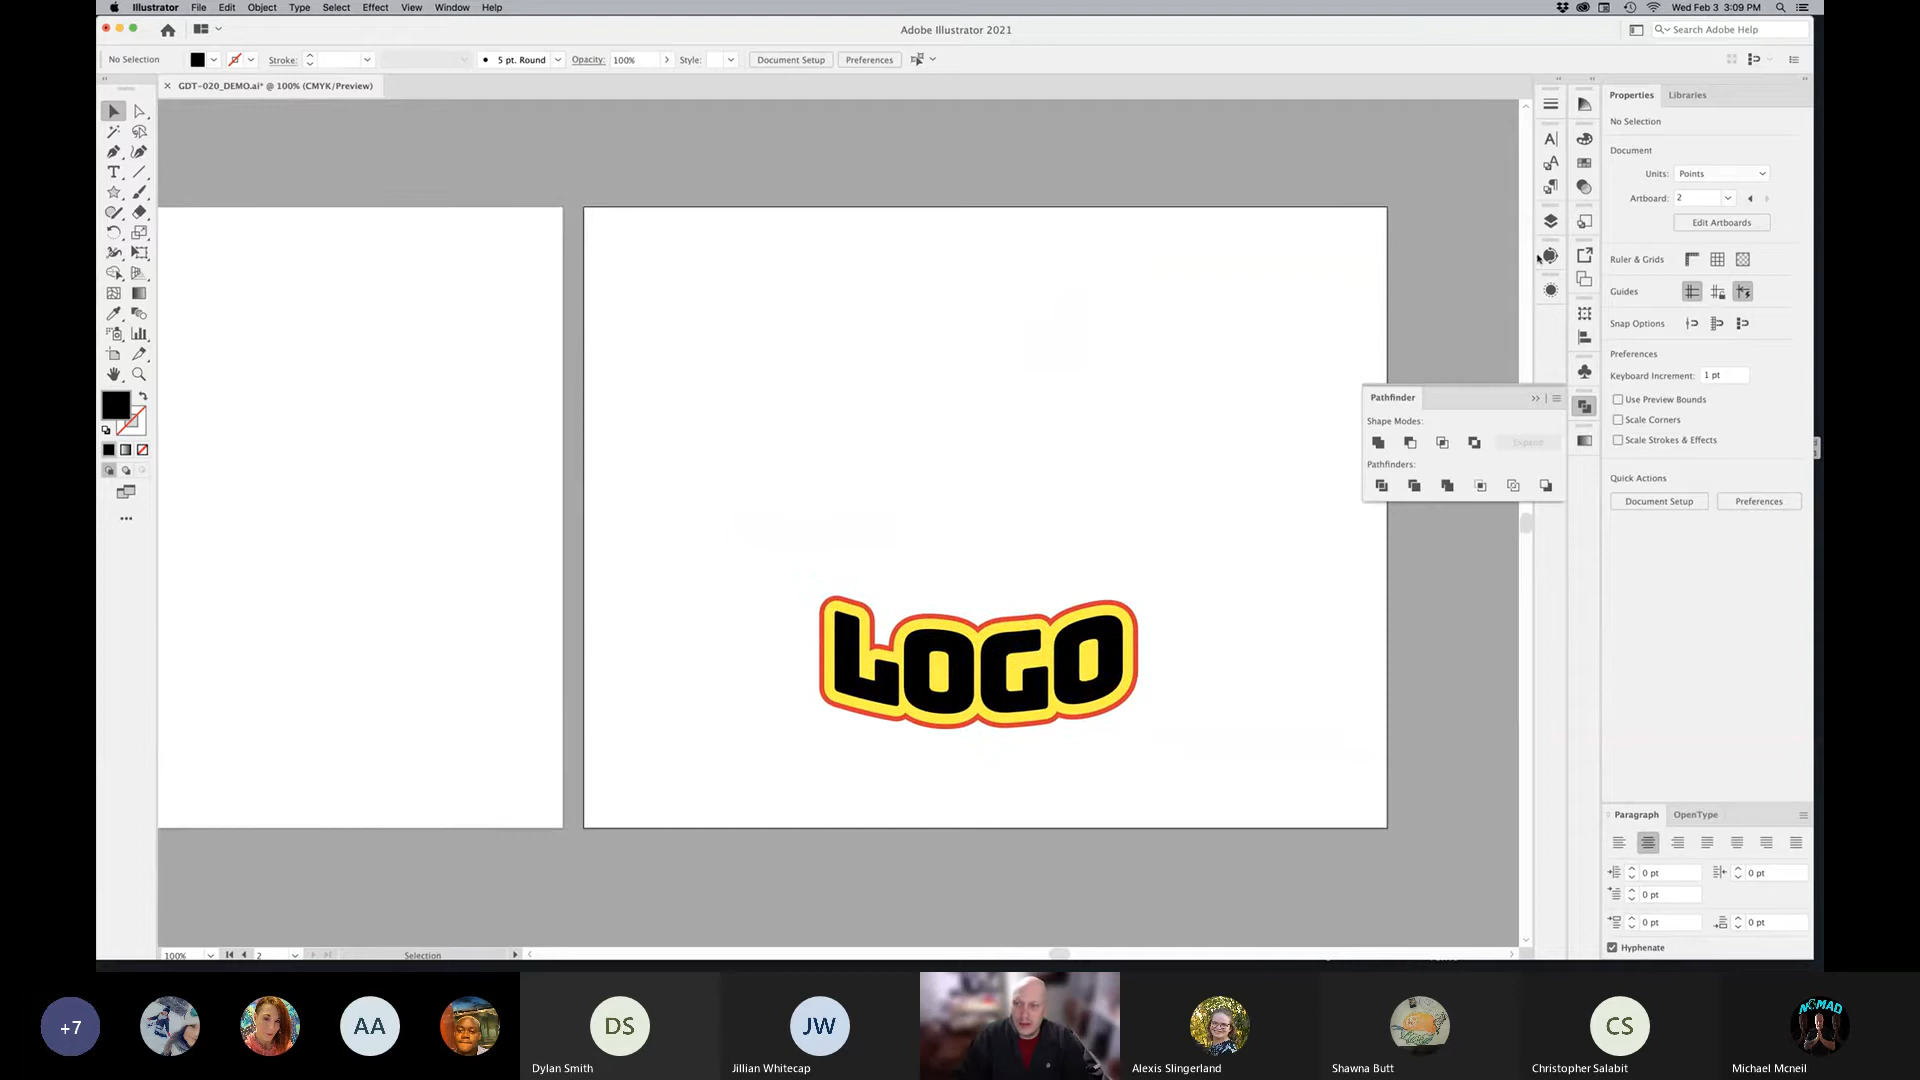 Illustrator File Edit Object Type Select Effect View Window Help
Wed Feb 3 3:09 PM
Adobe Illustrator 2021
Search Adobe Help
No Selection
Stroke:
5 pt. Round
Opacity: 100%
Style:
Document Setup
Preferences
GDT-020_DEMO.ai* @ 100% (CMYK/Preview)
Properties
Libraries
No Selection
Document
Units: Points
Artboard: 2
Edit Artboards
Ruler & Grids
Guides
Snap Options
Preferences
Keyboard Increment: 1 pt
Use Preview Bounds
Scale Corners
Scale Strokes & Effects
Quick Actions
Document Setup
Preferences
Pathfinder
Shape Modes:
Expand
Pathfinders:
LOGO
Paragraph
OpenType
0 pt
0 pt
0 pt
0 pt
0 pt
Hyphenate
100%
2
Selection
+7
AA
DS
Dylan Smith
JW
Jillian Whitecap
Alexis Slingerland
Shawna Butt
CS
Christopher Salabit
NOMAD
Michael Mcneil